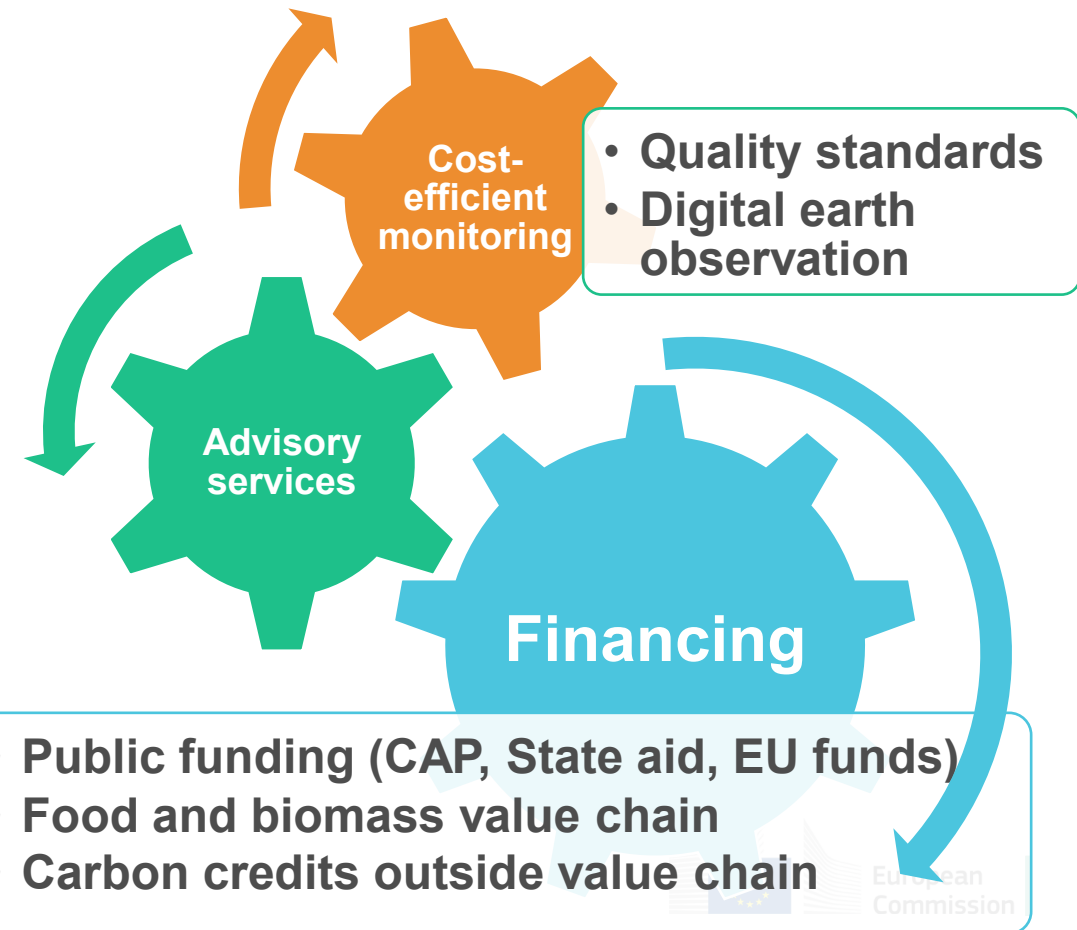 Cost-
efficient
monitoring
• Quality standards
• Digital earth
observation
Advisory
services
Financing
Public funding (CAP, State aid, EU funds)
Food and biomass value chain
Carbon credits outside value chain
European
Commission